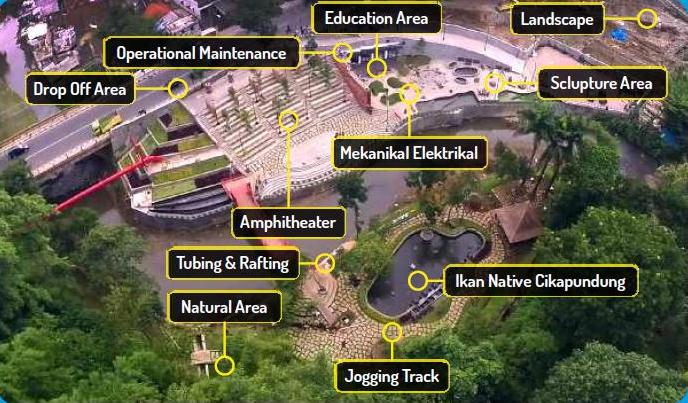 Education Area
Landscape
Operational Maintenance
Drop Off Area
Sclupture Area
Mekanikal Elektrikal
Amphitheater
Tubing & Rafting
Ikan Native Cikapundung
Natural Area
Jogging Track